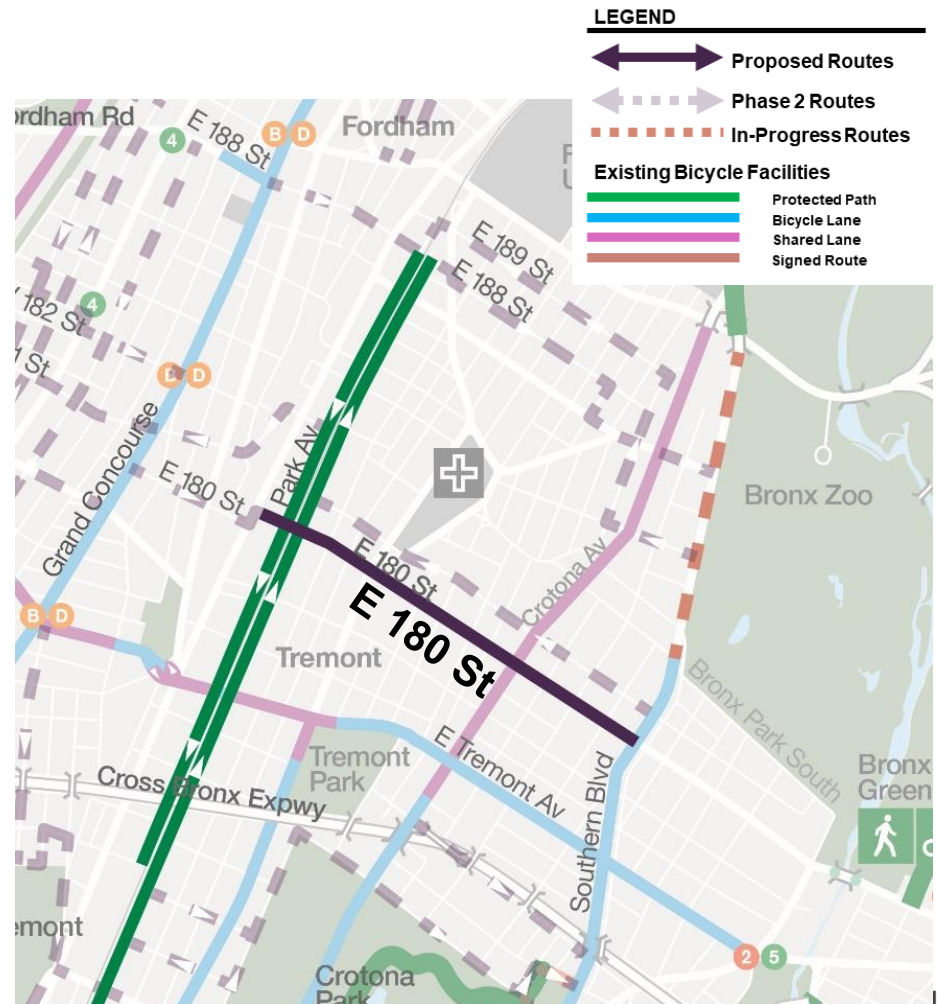 LEGEND
Proposed Routes
Phase 2 Routes
In-Progress Routes
Existing Bicycle Facilities
Protected Path
Bicycle Lane
Shared Lane
Signed Route
ordham Rd
4
E 188 St
B D
Fordham
F
U
E 189 St
E 188 St
182 St
4
1 St
D D
Grand Concourse
Park Av
E 180 St
Bronx Zoo
E 180 St
Crotona Av
E 180 St
B D
Tremont
Bronx Park South
E Tremont Av
Tremont
Park
Southern Blvd
Cross Bronx Expwy
Bronx
Green
emont
2 5
Crotona
Park